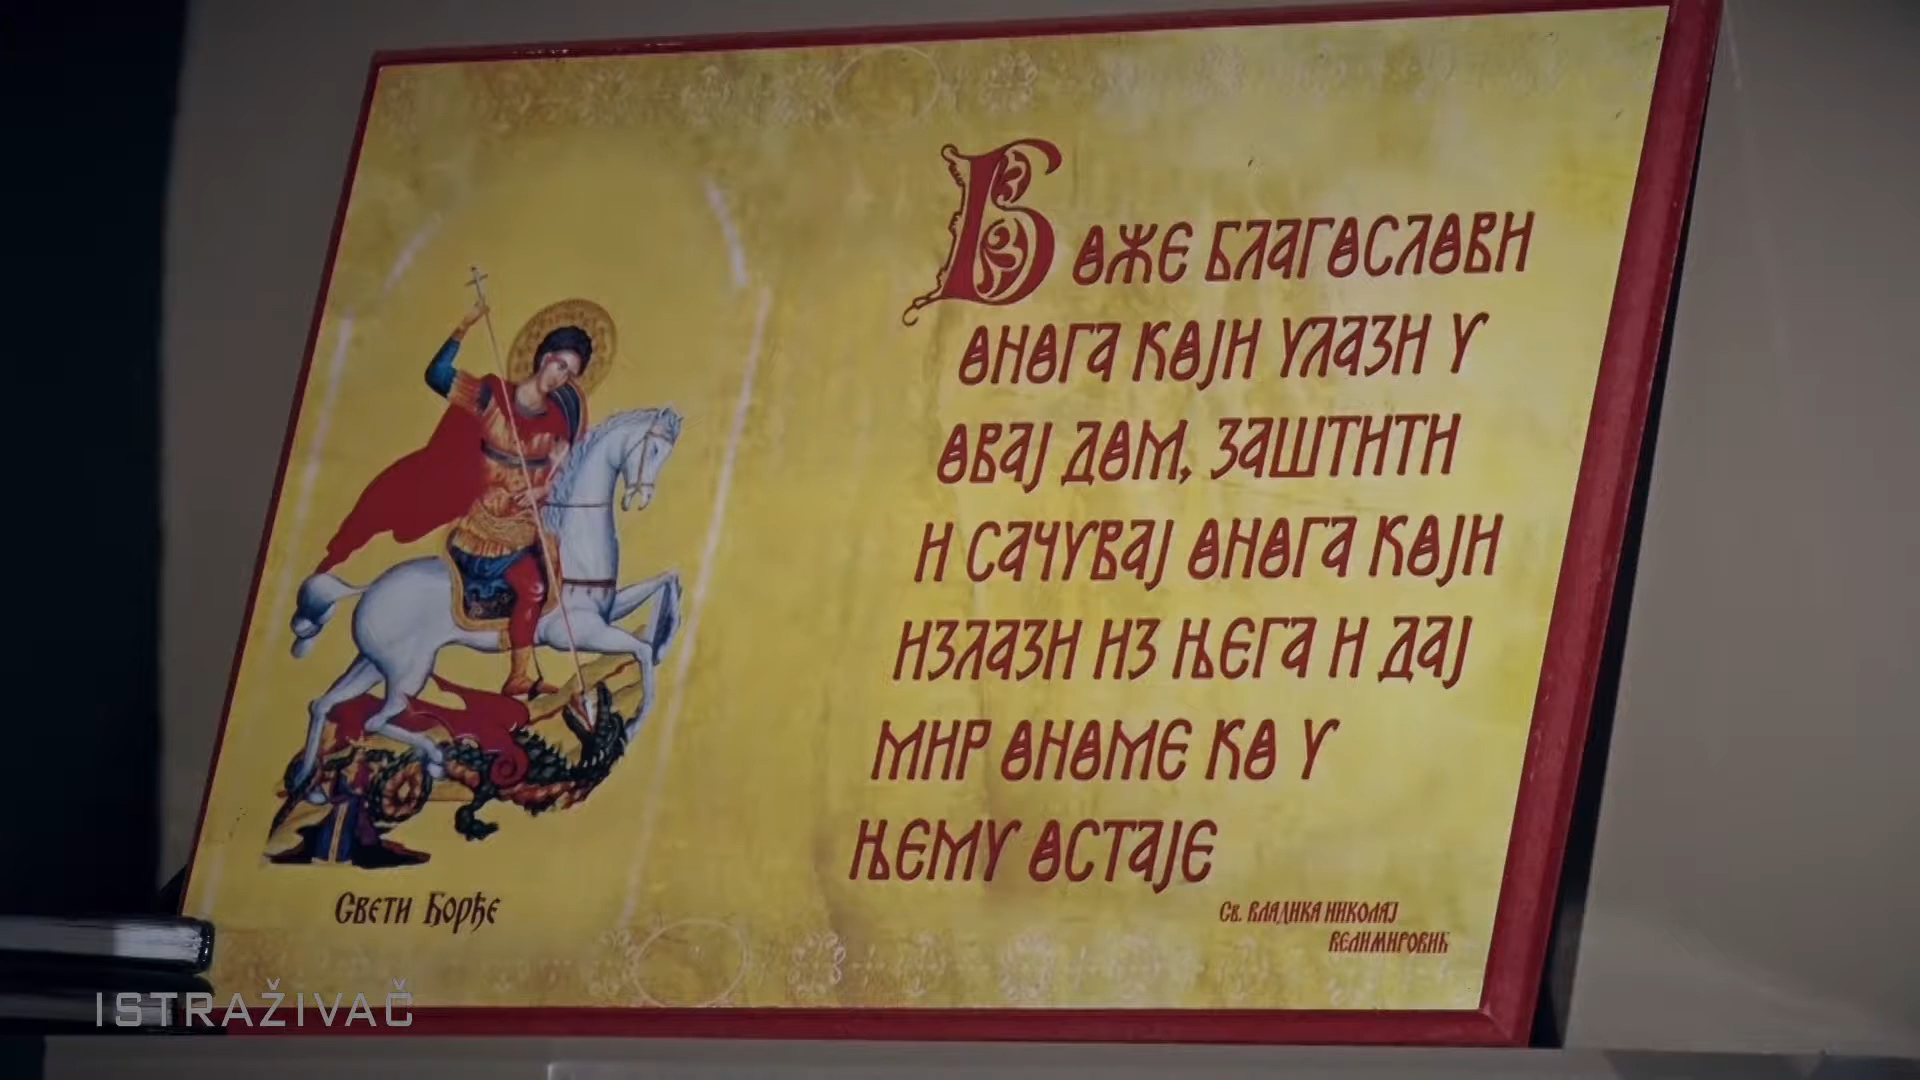 Боже благослови
онога који улази у
овај дом, заштити
и сачувај онога који
излази из њега и дај
мир ономе ко у
њему остаје
Св. Владика Николај
Велимировић
Свети Ђорђе
ISTRAŽIVAČ